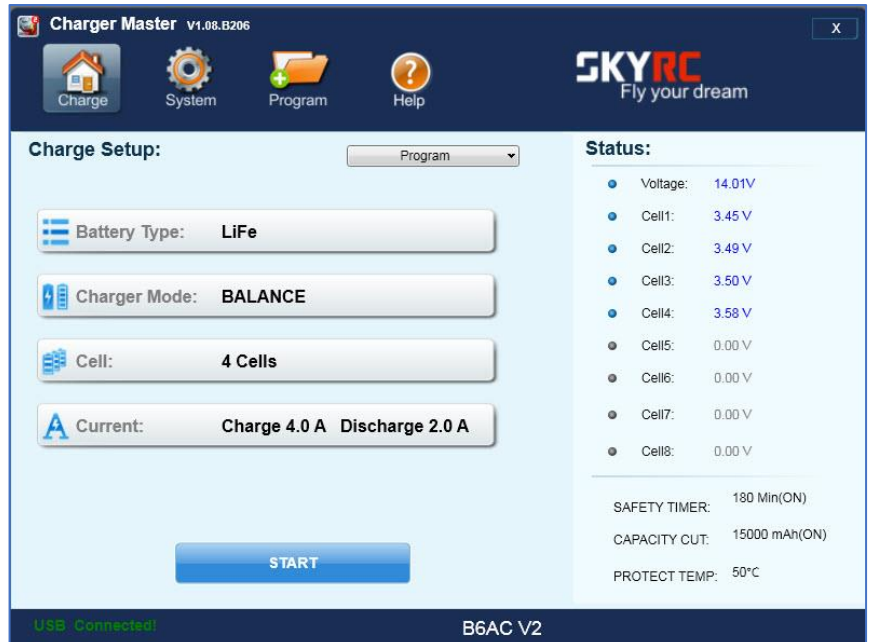 Charger Master V1.08.B206
X
Charge System Program Help
SKYRC
Fly your dream
Charge Setup:
Program
Battery Type: LiFe
Charger Mode: BALANCE
Cell: 4 Cells
Current: Charge 4.0 A Discharge 2.0 A
START
Status:
Voltage: 14.01V
Cell1: 3.45 V
Cell2: 3.49 V
Cell3: 3.50 V
Cell4: 3.58 V
Cell5: 0.00 V
Cell6: 0.00 V
Cell7: 0.00 V
Cell8: 0.00 V
SAFETY TIMER: 180 Min(ON)
CAPACITY CUT: 15000 mAh(ON)
PROTECT TEMP: 50°C
USB Connected!
B6AC V2